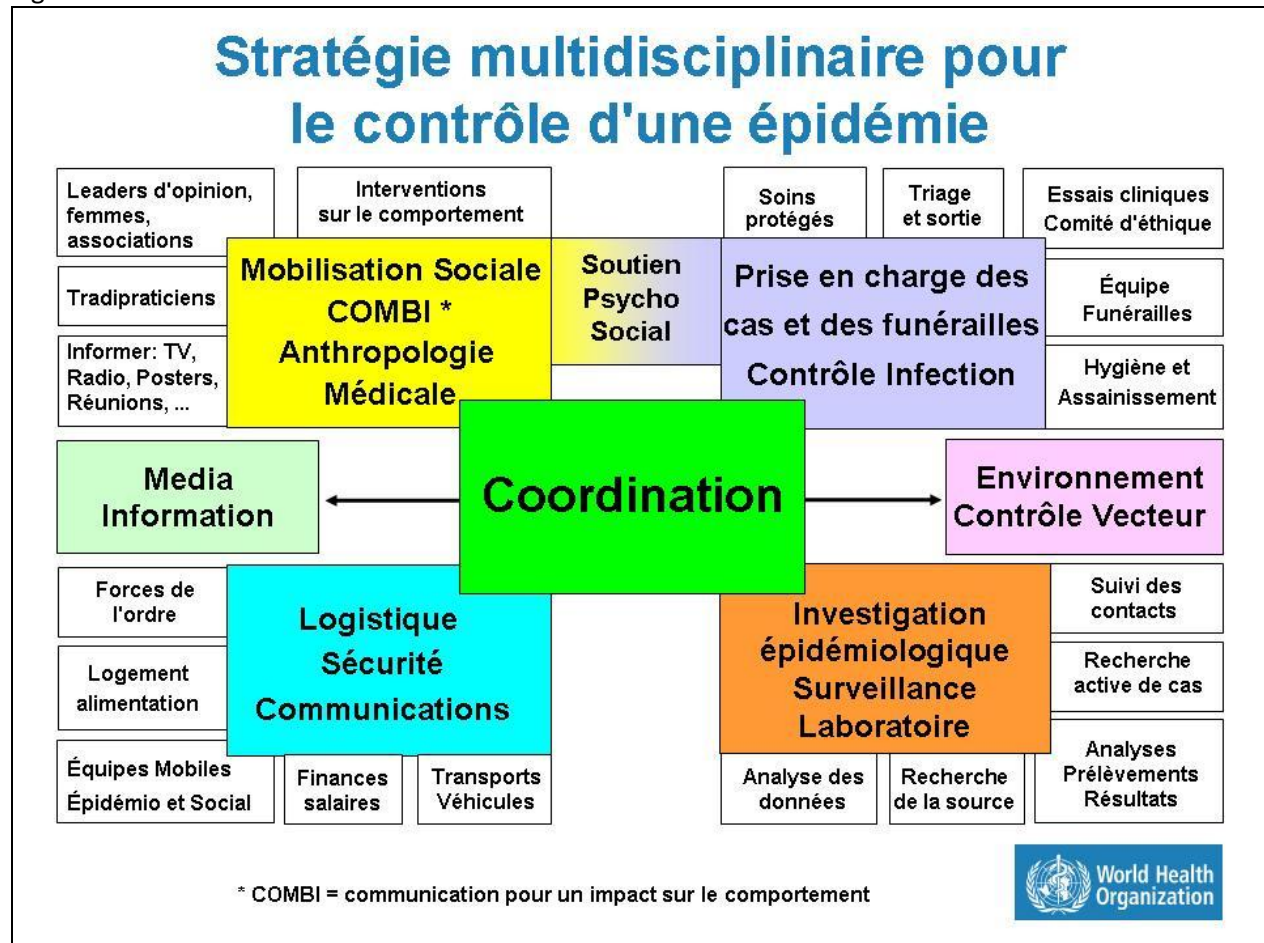 Stratégie multidisciplinaire pour
le contrôle d'une épidémie
Leaders d'opinion,
femmes,
associations
Interventions
sur le comportement
Soins
protégés
Triage
et sortie
Essais cliniques
Comité d'éthique
Tradipraticiens
Informer: TV,
Radio, Posters,
Réunions, ...
Mobilisation Sociale
COMBI *
Anthropologie
Médicale
Soutien
Psycho
Social
Prise en charge des
cas et des funérailles
Contrôle Infection
Équipe
Funérailles
Hygiène et
Assainissement
Media
Information
Coordination
Environnement
Contrôle Vecteur
Forces de
l'ordre
Logement
alimentation
Équipes Mobiles
Épidémio et Social
Logistique
Sécurité
Communications
Finances
salaires
Transports
Véhicules
Investigation
épidémiologique
Surveillance
Laboratoire
Analyse des
données
Recherche
de la source
Suivi des
contacts
Recherche
active de cas
Analyses
Prélèvements
Résultats
* COMBI = communication pour un impact sur le comportement
World Health
Organization